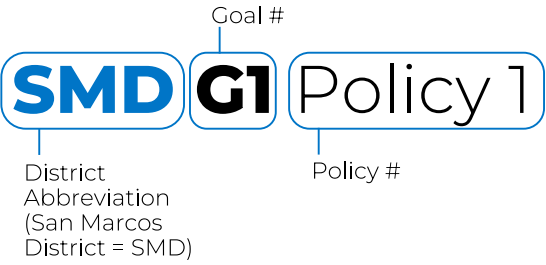 Goal #
SMD G1 Policy 1
District
Abbreviation
(San Marcos
District = SMD)
Policy #